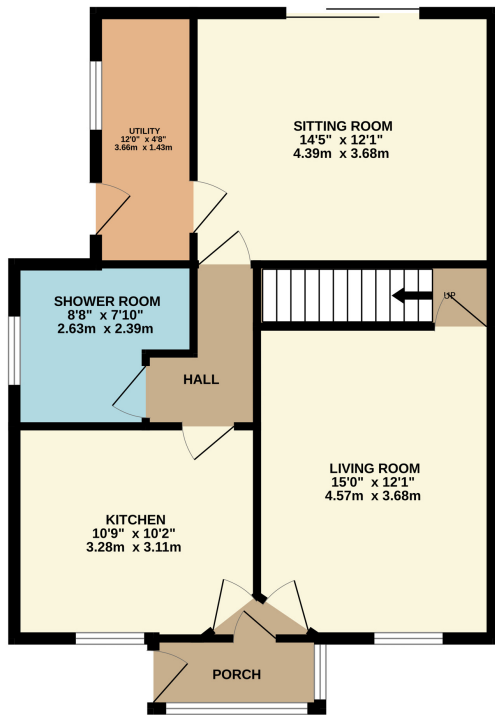 UTILITY
12'0" x 4'8"
3.66m x 1.43m
SITTING ROOM
14'5" x 12'1"
4.39m x 3.68m
SHOWER ROOM
8'8" x 7'10"
2.63m x 2.39m
UP
HALL
LIVING ROOM
15'0" x 12'1"
4.57m x 3.68m
KITCHEN
10'9" x 10'2"
3.28m x 3.11m
PORCH